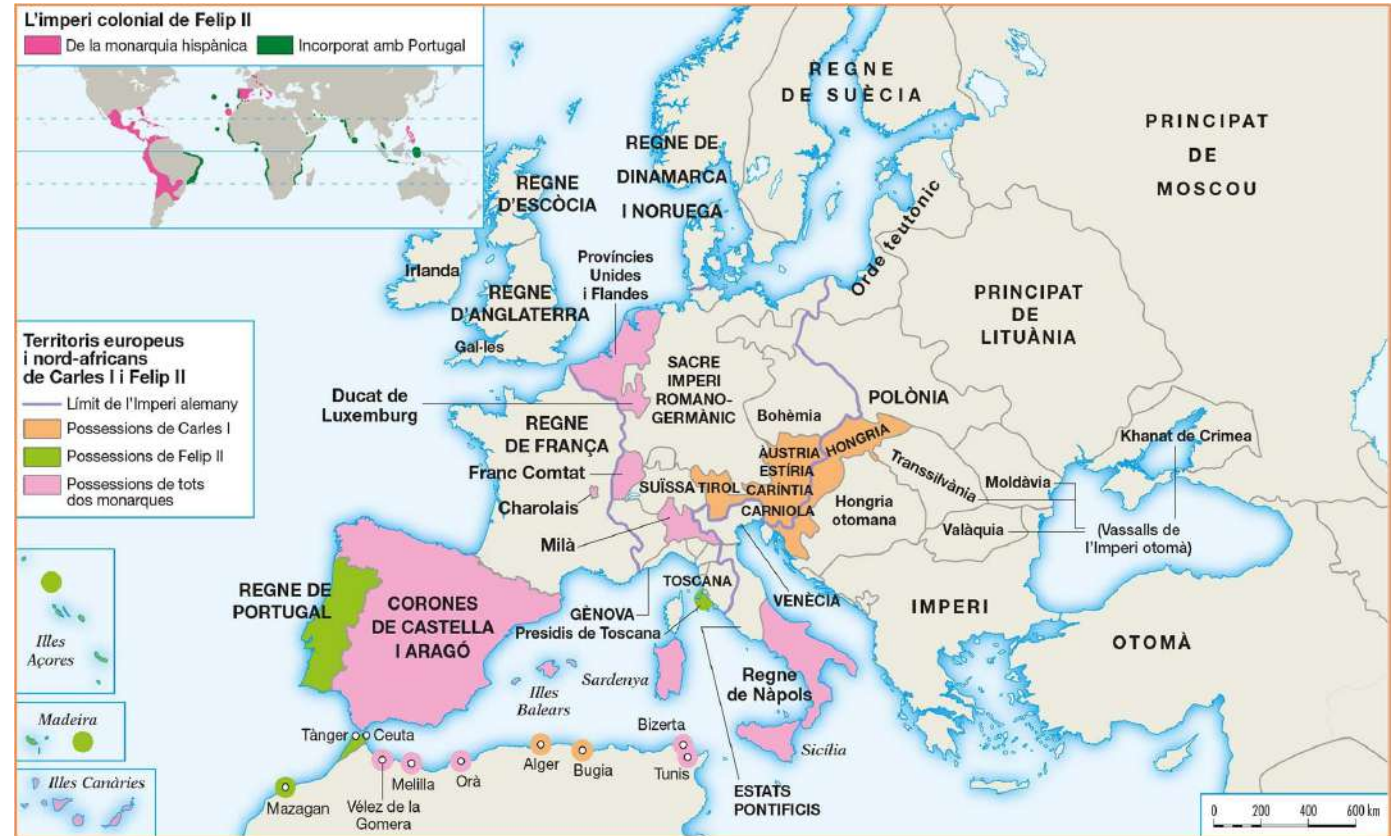 L'imperi colonial de Felip II
De la monarquia hispànica
Incorporat amb Portugal
REGNE
DE SUÈCIA
PRINCIPAT
DE
MOSCOU
REGNE DE
DINAMARCA
I NORUEGA
REGNE
D'ESCÒCIA
Irlanda
Províncies
Unides
i Flandes
Orde teutònic
REGNE
D'ANGLATERRA
Gal·les
PRINCIPAT
DE
LITUÀNIA
Territoris europeus
i nord-africans
de Carles I i Felip II
Límit de l'Imperi alemany
Possessions de Carles I
Possessions de Felip II
Possessions de tots
dos monarques
Ducat de
Luxemburg
SACRE
IMPERI
ROMANO-
GERMÀNIC
Bohèmia
POLÒNIA
REGNE
DE FRANÇA
Franc Comtat
Charolais
Milà
SUÏSSA
TIROL
ÀUSTRIA
ESTÍRIA
CARÍNTIA
CARNIOLA
HONGRIA
Hongria
otomana
Transsilvània
Moldàvia
Valàquia
Khanat de Crimea
(Vassalls de
l'Imperi otomà)
REGNE DE
PORTUGAL
CORONES
DE CASTELLA
I ARAGÓ
GÈNOVA
TOSCANA
Presidis de Toscana
VENÈCIA
IMPERI
OTOMÀ
Illes
Açores
Madeira
Illes Canàries
Illes
Balears
Sardenya
Regne
de Nàpols
Sicília
Tànger
Ceuta
Mazagan
Vélez de la
Gomera
Melilla
Orà
Alger
Bugia
Bizerta
Tunis
ESTATS
PONTIFICIS
0 200 400 600 km